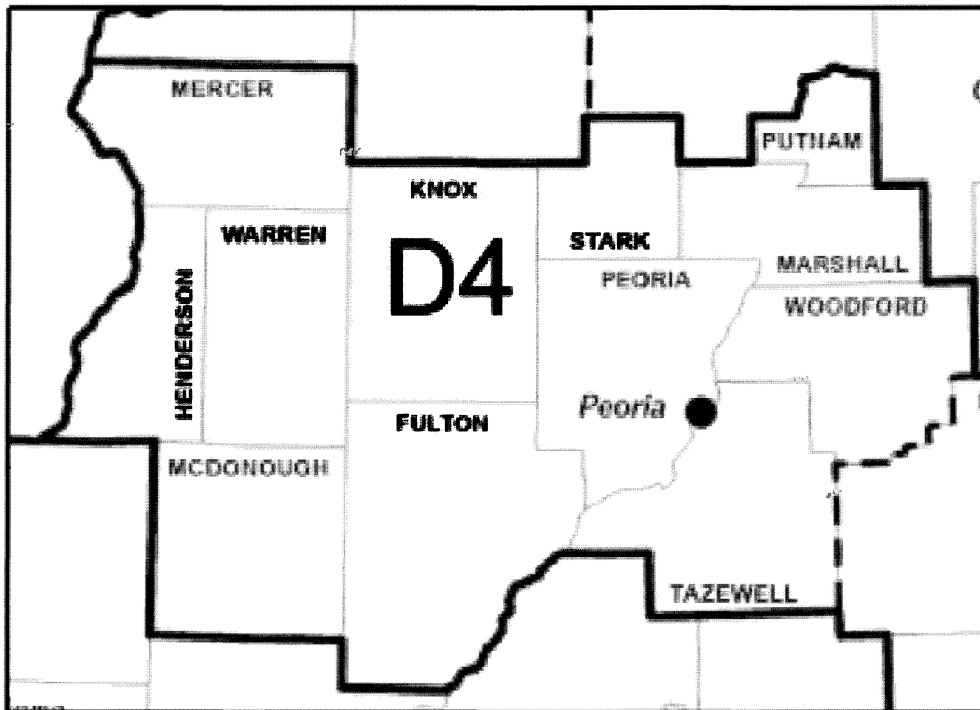 MERCER
PUTNAM
KNOX
WARREN
STARK
D4
MARSHALL
PEORIA
WOODFORD
HENDERSON
Peoria
FULTON
MCDONOUGH
TAZEWELL